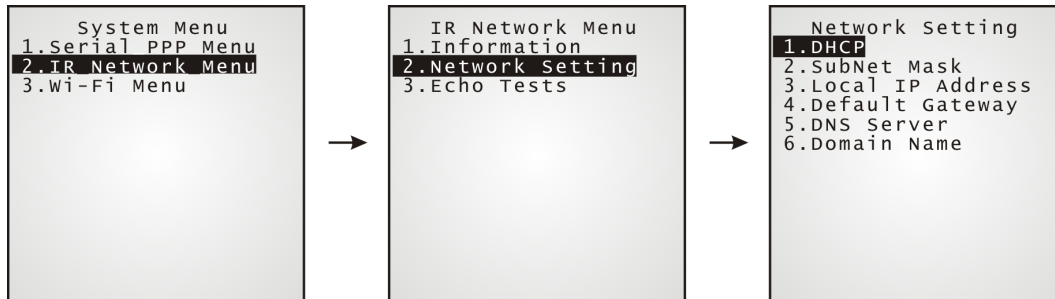 System Menu
1.Serial PPP Menu
2.IR Network Menu
3.Wi-Fi Menu
IR Network Menu
1.Information
2.Network Setting
3.Echo Tests
Network Setting
1.DHCP
2.SubNet Mask
3.Local IP Address
4.Default Gateway
5.DNS Server
6.Domain Name